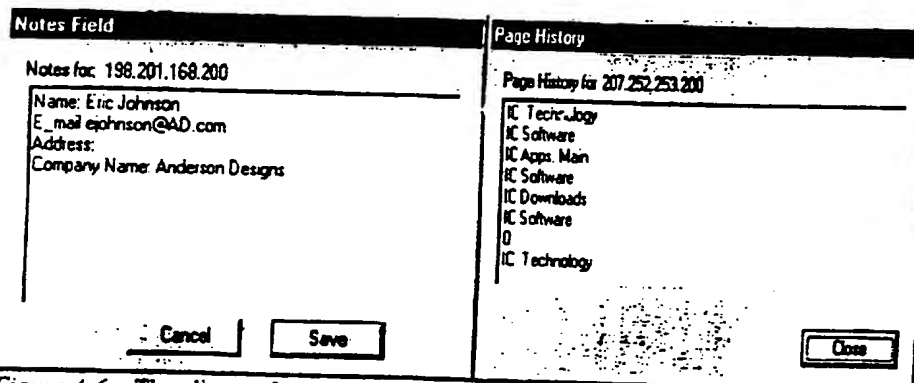 Notes Field
Notes for: 198.201.168.200
Name: Eric Johnson
E_mail ejohnson@AD.com
Address:
Company Name: Anderson Designs
Cancel
Save
Page History
Page History for 207.252.253.200
IC Technology
IC Software
IC Apps. Main
IC Software
IC Downloads
IC Software
0
IC Technology
Close